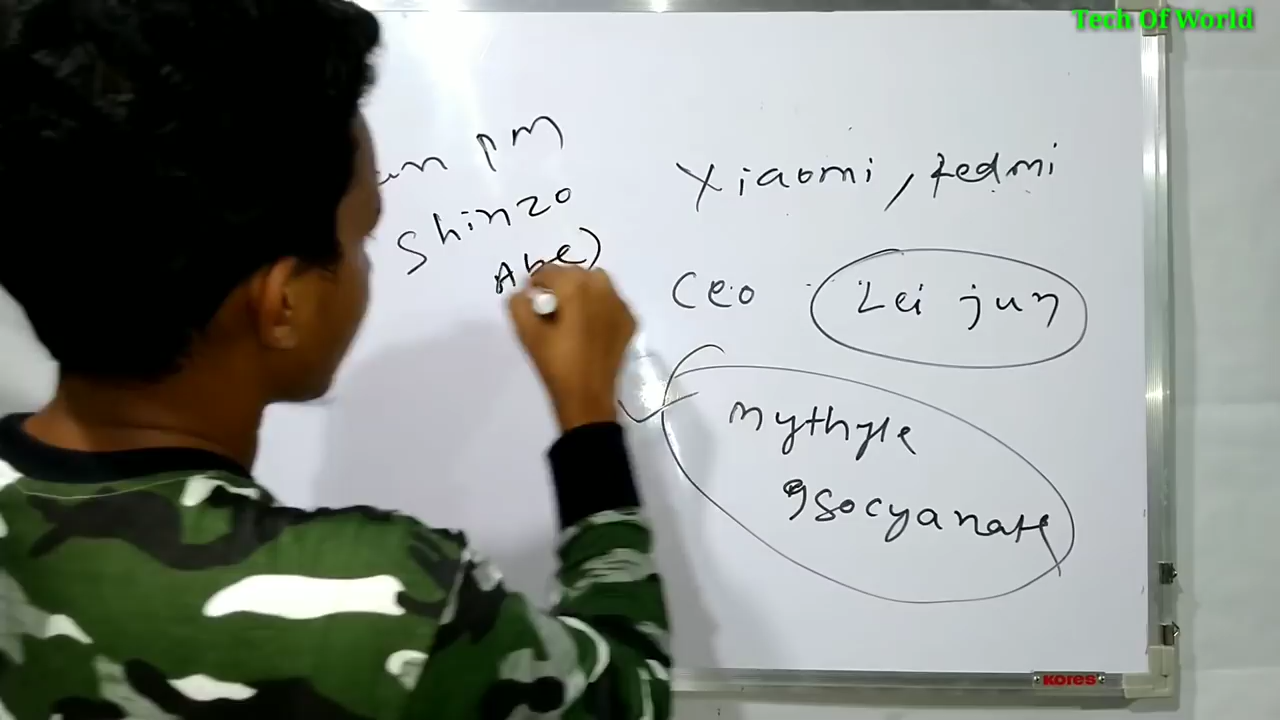 Tech Of World
pm
Shinzo
Abe)
Xiaomi, Redmi
Ceo Lei jun
mythyle
isocyanate
KORES